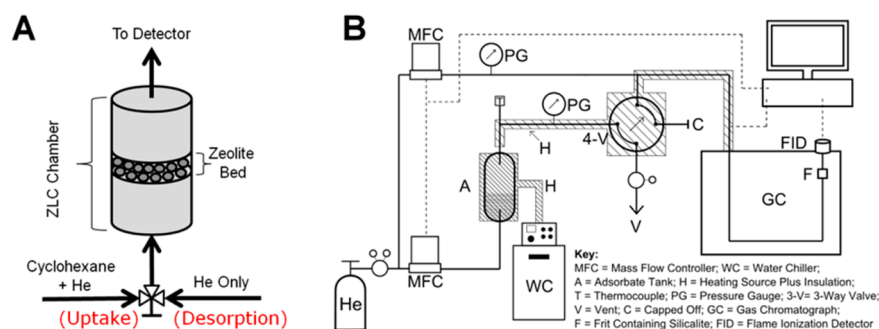 A
To Detector
ZLC Chamber
Zeolite
Bed
Cyclohexane
+ He
He Only
(Uptake)
(Desorption)
B
MFC
PG
T
PG
4-V
C
H
A
H
FID
F
GC
V
He
MFC
WC
Key:
MFC = Mass Flow Controller; WC = Water Chiller;
A = Adsorbate Tank; H = Heating Source Plus Insulation;
T = Thermocouple; PG = Pressure Gauge; 3-V= 3-Way Valve;
V = Vent; C = Capped Off; GC = Gas Chromatograph;
F = Frit Containing Silicalite; FID = Flame Ionization Detector